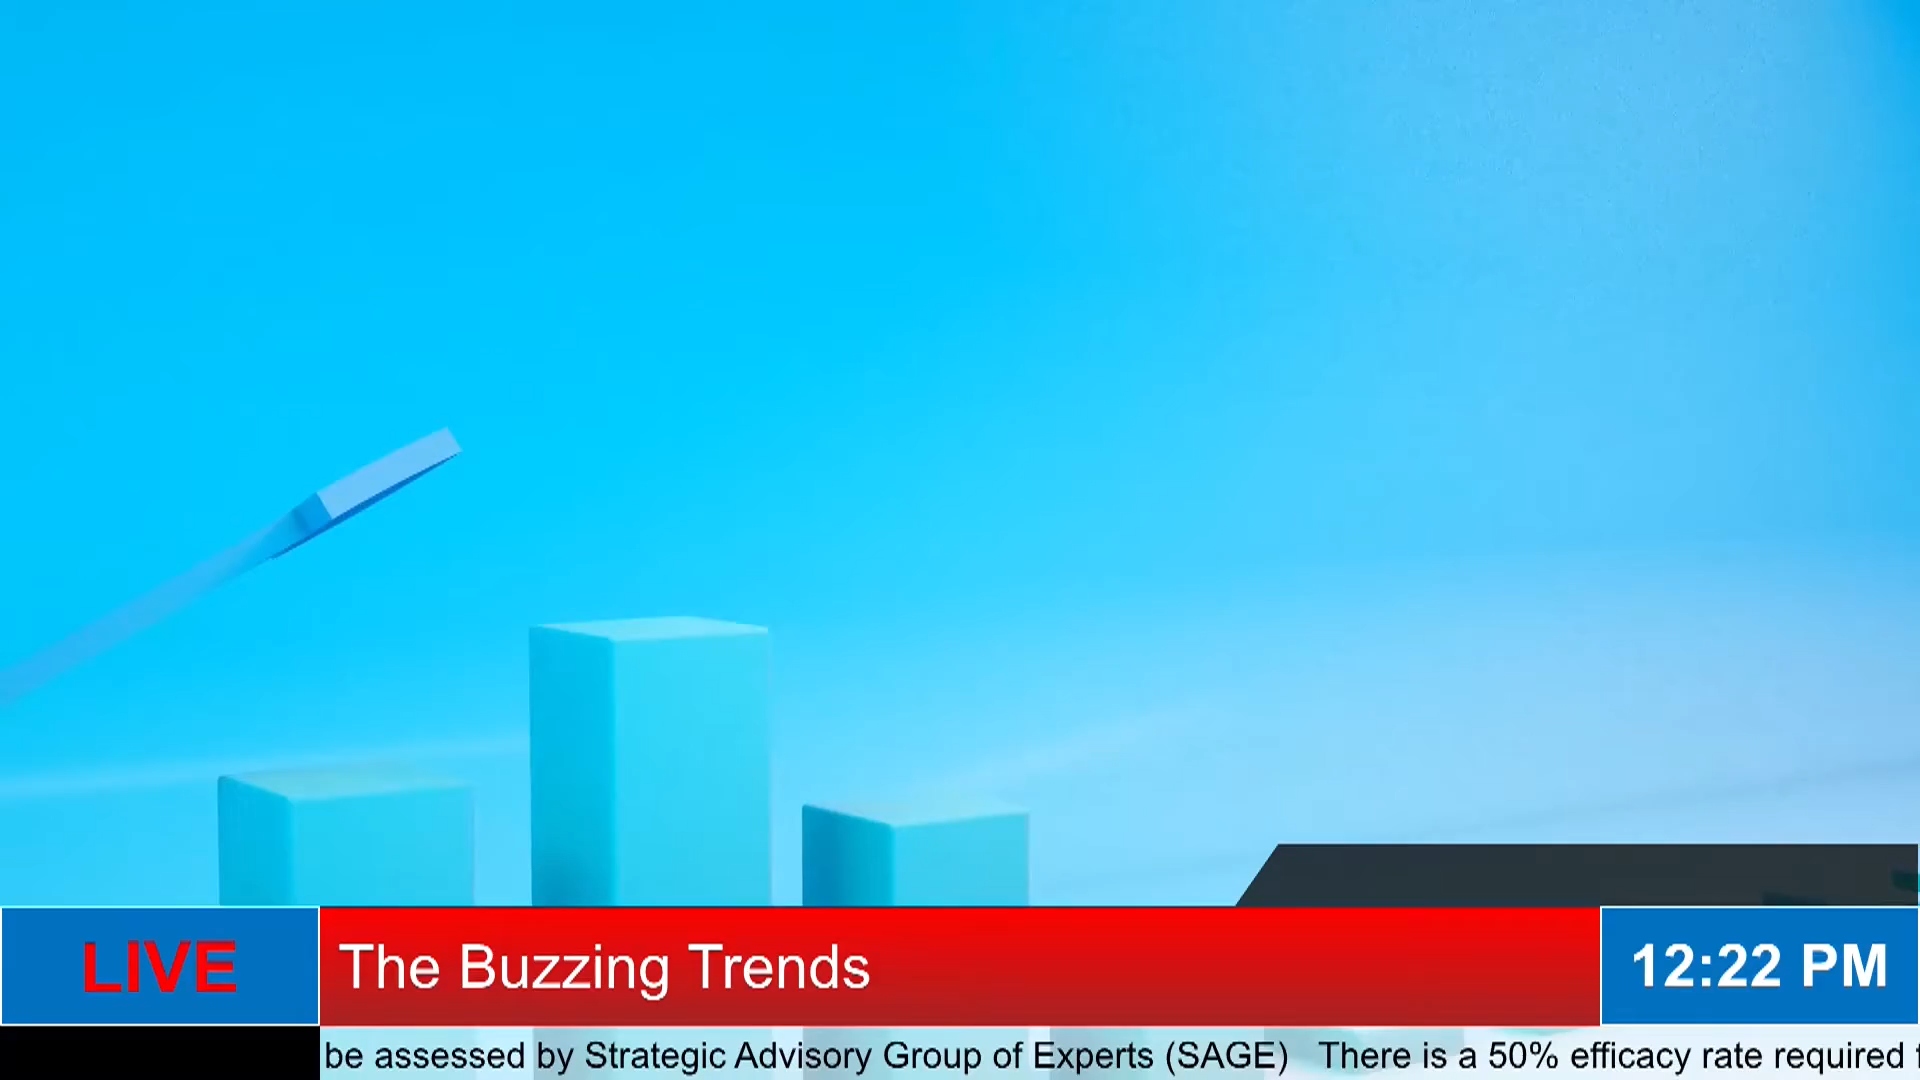 LIVE
The Buzzing Trends
12:22 PM
be assessed by Strategic Advisory Group of Experts (SAGE) There is a 50% efficacy rate required